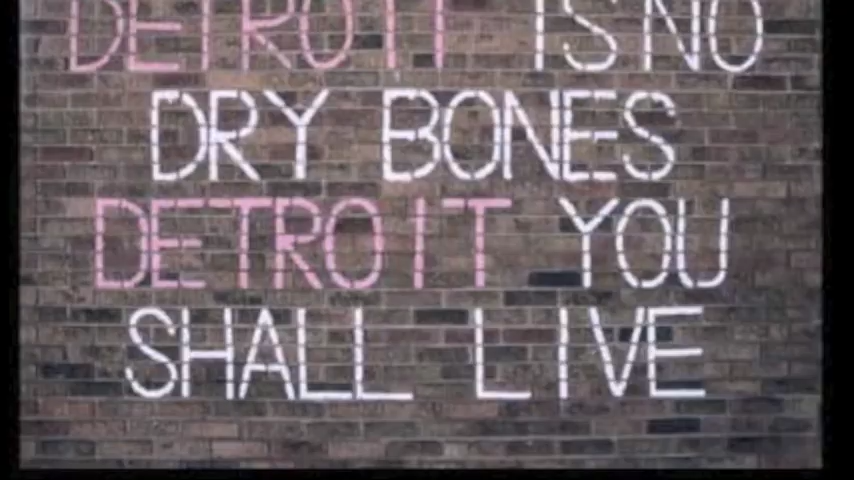 DETROIT IS NO
DRY BONES
DETROIT YOU
SHALL LIVE